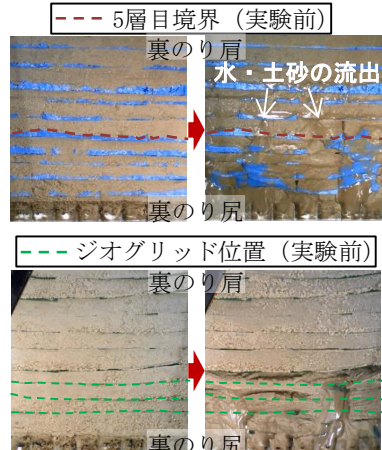 5層目境界（実験前）
裏のり肩
水・土砂の流出
裏のり尻
ジオグリッド位置（実験前）
裏のり肩
裏のり尻